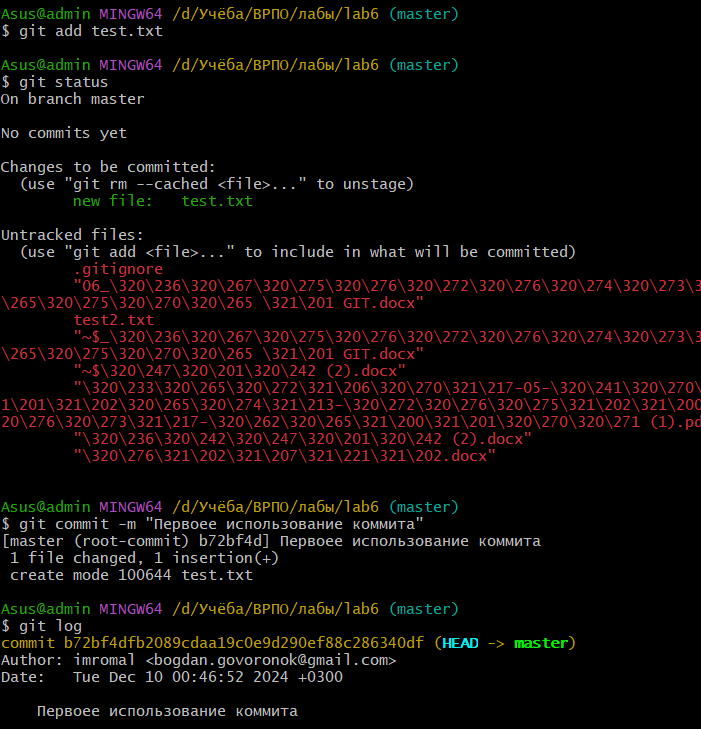 Asus@admin MINGW64 /d/Учёба/ВРПО/лабы/lab6 (master)
$ git add test.txt
Asus@admin MINGW64 /d/Учёба/ВРПО/лабы/lab6 (master)
$ git status
On branch master
No commits yet
Changes to be committed:
(use "git rm --cached <file>..." to unstage)
new file: test.txt
Untracked files:
(use "git add <file>..." to include in what will be committed)
.gitignore
"06_\320\236\320\267\320\275\320\276\320\272\320\276\320\274\320\273\3
\265\320\275\320\270\320\265 \321\201 GIT.docx"
test2.txt
"~$_\320\236\320\267\320\275\320\276\320\272\320\276\320\274\320\273\3
\265\320\275\320\270\320\265 \321\201 GIT.docx"
"~$\320\247\320\201\320\242 (2).docx"
"\320\233\320\265\320\272\321\206\320\270\321\217-05-\320\241\320\270\
1\201\321\202\320\265\320\274\321\213-\320\272\320\276\320\275\321\202\321\200
20\276\320\273\321\217-\320\262\320\265\321\200\321\201\320\270\320\271 (1).pd
"\320\236\320\242\320\247\320\201\320\242 (2).docx"
"\320\276\321\202\321\207\321\221\321\202.docx"
Asus@admin MINGW64 /d/Учёба/ВРПО/лабы/lab6 (master)
$ git commit -m "Первоее использование коммита"
[master (root-commit) b72bf4d] Первоее использование коммита
1 file changed, 1 insertion(+)
create mode 100644 test.txt
Asus@admin MINGW64 /d/Учёба/ВРПО/лабы/lab6 (master)
$ git log
commit b72bf4dfb2089cdaa19c0e9d290ef88c286340df (HEAD -> master)
Author: imromal <bogdan.govoronok@gmail.com>
Date: Tue Dec 10 00:46:52 2024 +0300
Первоее использование коммита